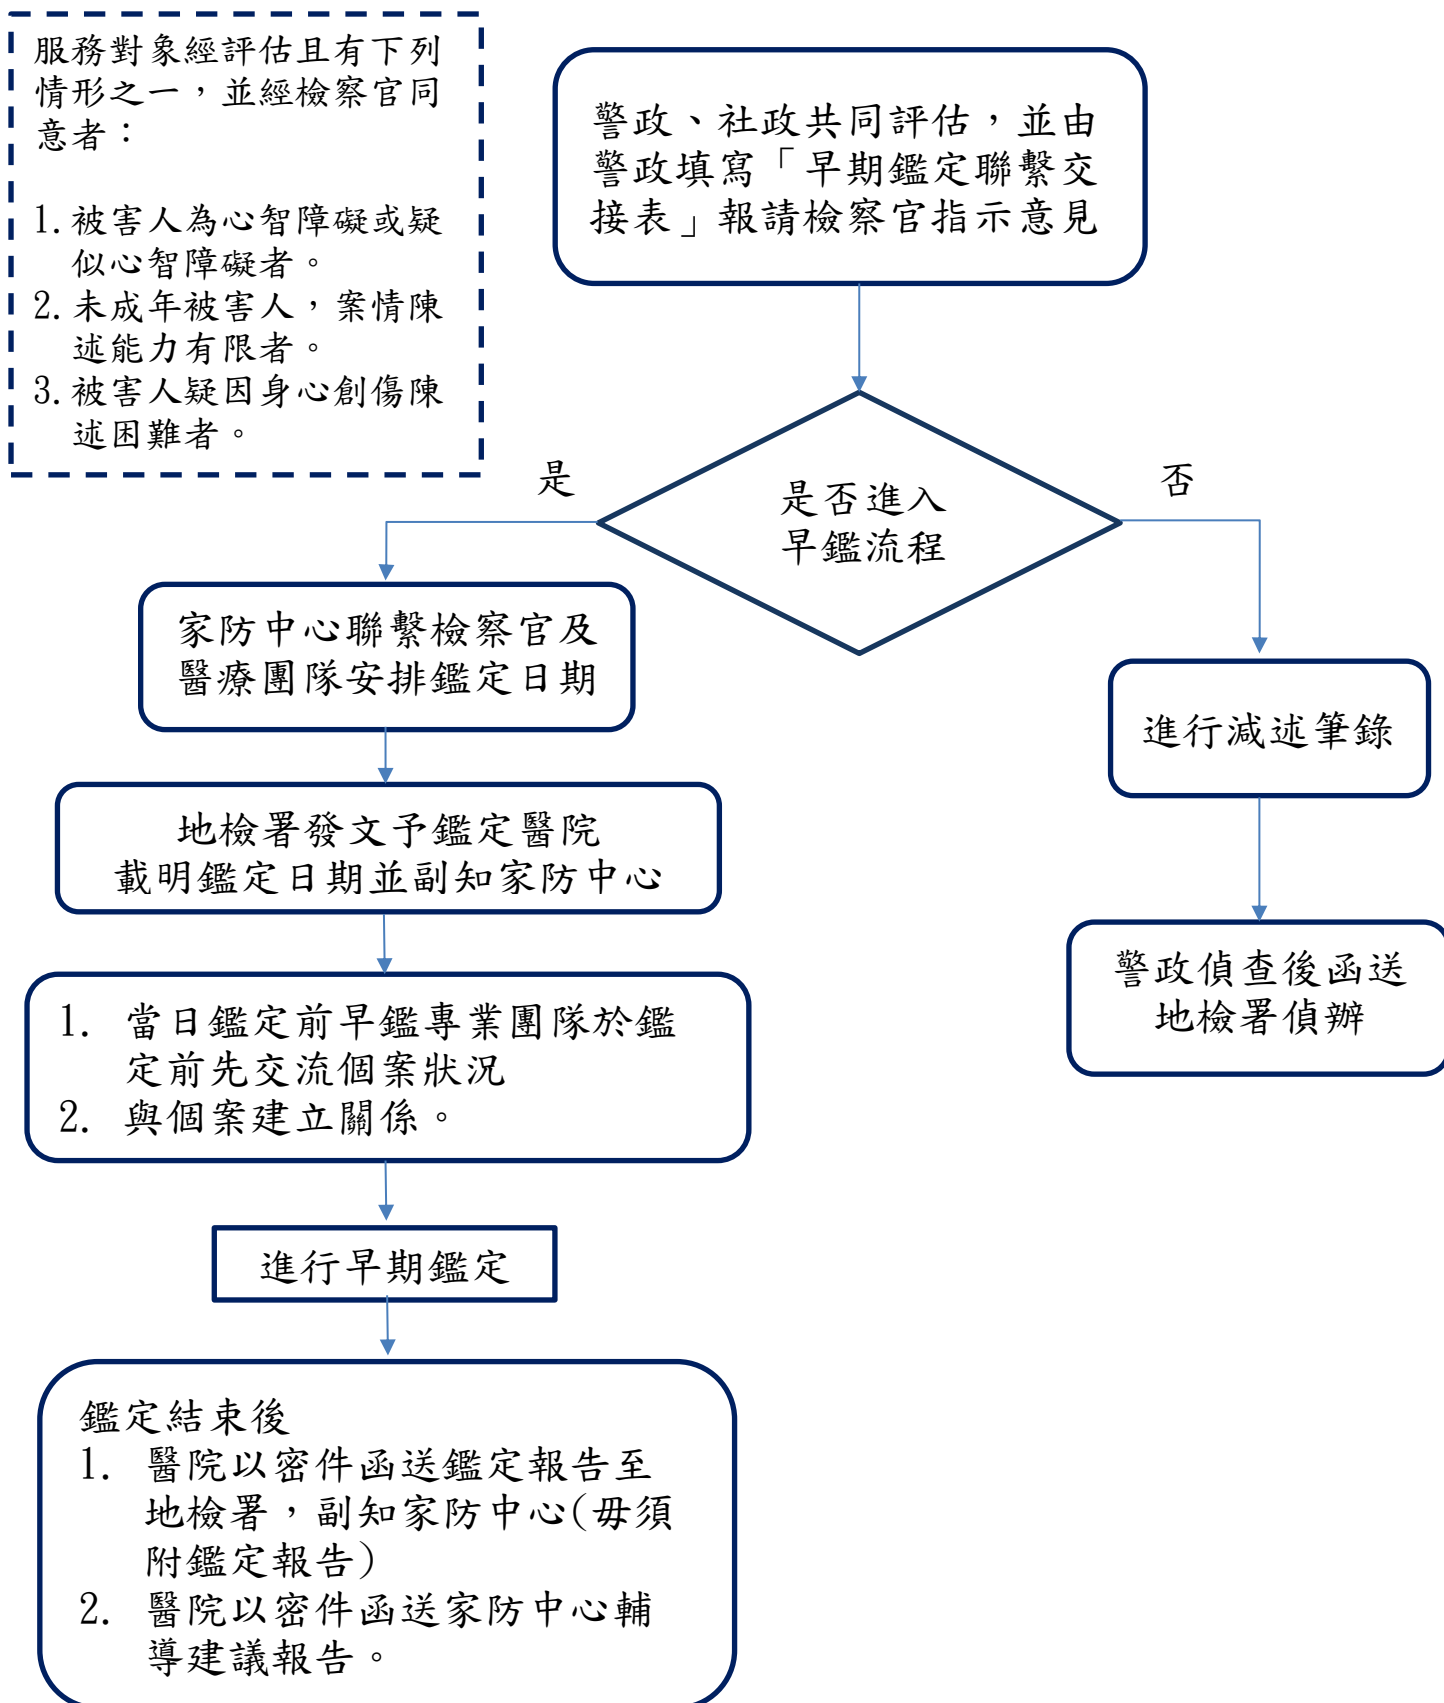 服務對象經評估且有下列
情形之一，並經檢察官同
意者：
1.被害人為心智障礙或疑
似心智障礙者。
2.未成年被害人，案情陳
述能力有限者。
3.被害人疑因身心創傷陳
述困難者。
警政、社政共同評估，並由
警政填寫「早期鑑定聯繫交
接表」報請檢察官指示意見
是否進入
早鑑流程
是
否
家防中心聯繫檢察官及
醫療團隊安排鑑定日期
地檢署發文予鑑定醫院
載明鑑定日期並副知家防中心
1. 當日鑑定前早鑑專業團隊於鑑
定前先交流個案狀況
2. 與個案建立關係。
進行早期鑑定
鑑定結束後
1. 醫院以密件函送鑑定報告至
地檢署，副知家防中心(毋須
附鑑定報告)
2. 醫院以密件函送家防中心輔
導建議報告。
進行減述筆錄
警政偵查後函送
地檢署偵辦